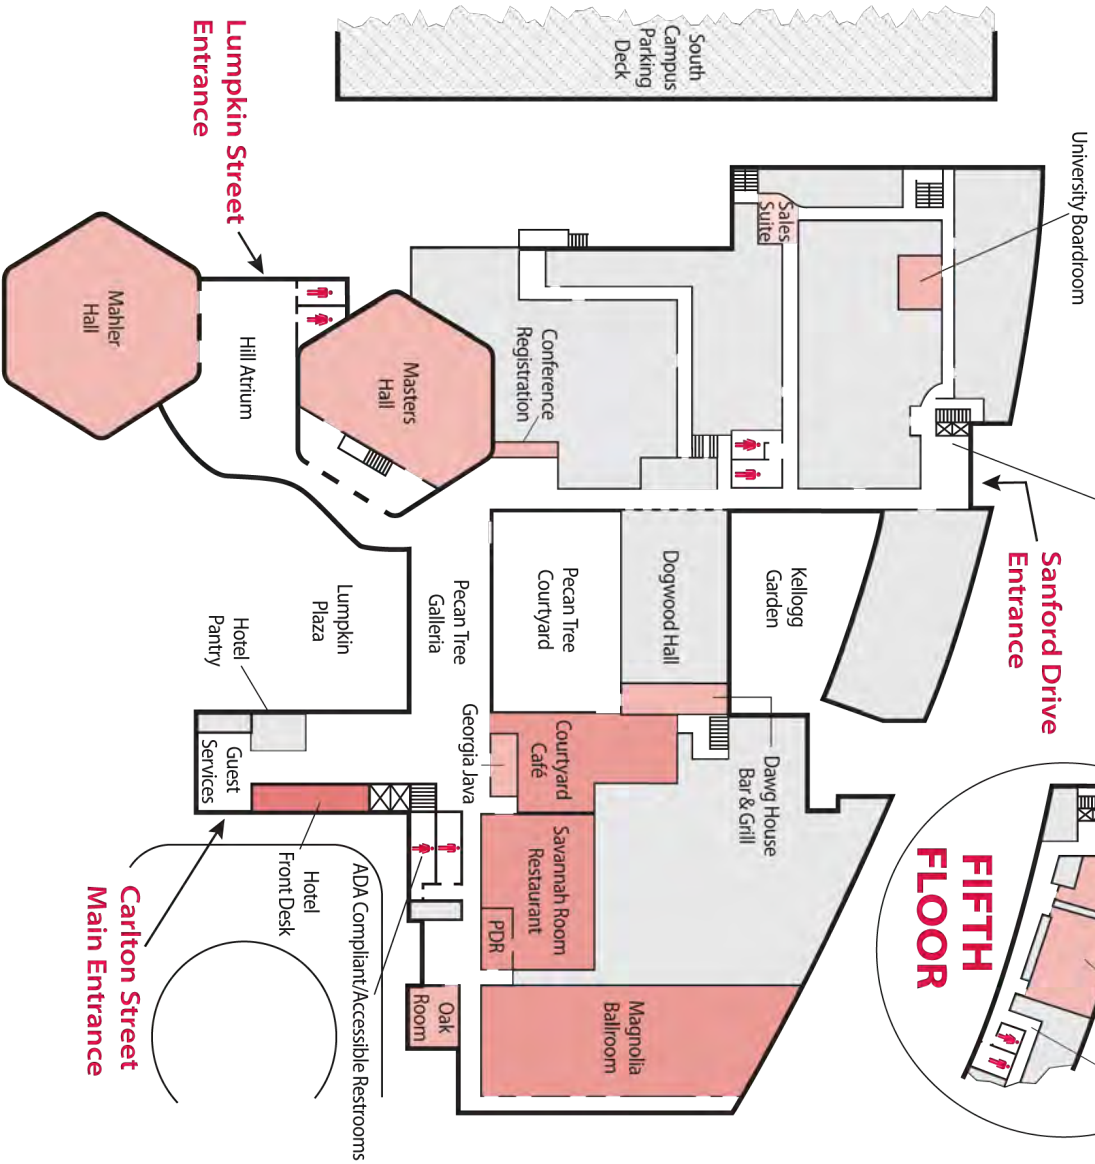 South
Campus
Parking
Deck
Lumpkin Street
Entrance
University Boardroom
Sales
Suite
Mahler
Hall
Hill Atrium
Masters
Hall
Conference
Registration
Sanford Drive
Entrance
Kellogg
Garden
Dogwood Hall
Pecan Tree
Courtyard
Pecan Tree
Galleria
Lumpkin
Plaza
Hotel
Pantry
Guest
Services
Georgia Java
Courtyard
Café
Dawg House
Bar & Grill
Savannah Room
Restaurant
PDR
Hotel
Front Desk
ADA Compliant/Accessible Restrooms
Carlton Street
Main Entrance
Oak
Room
Magnolia
Ballroom
FIFTH
FLOOR